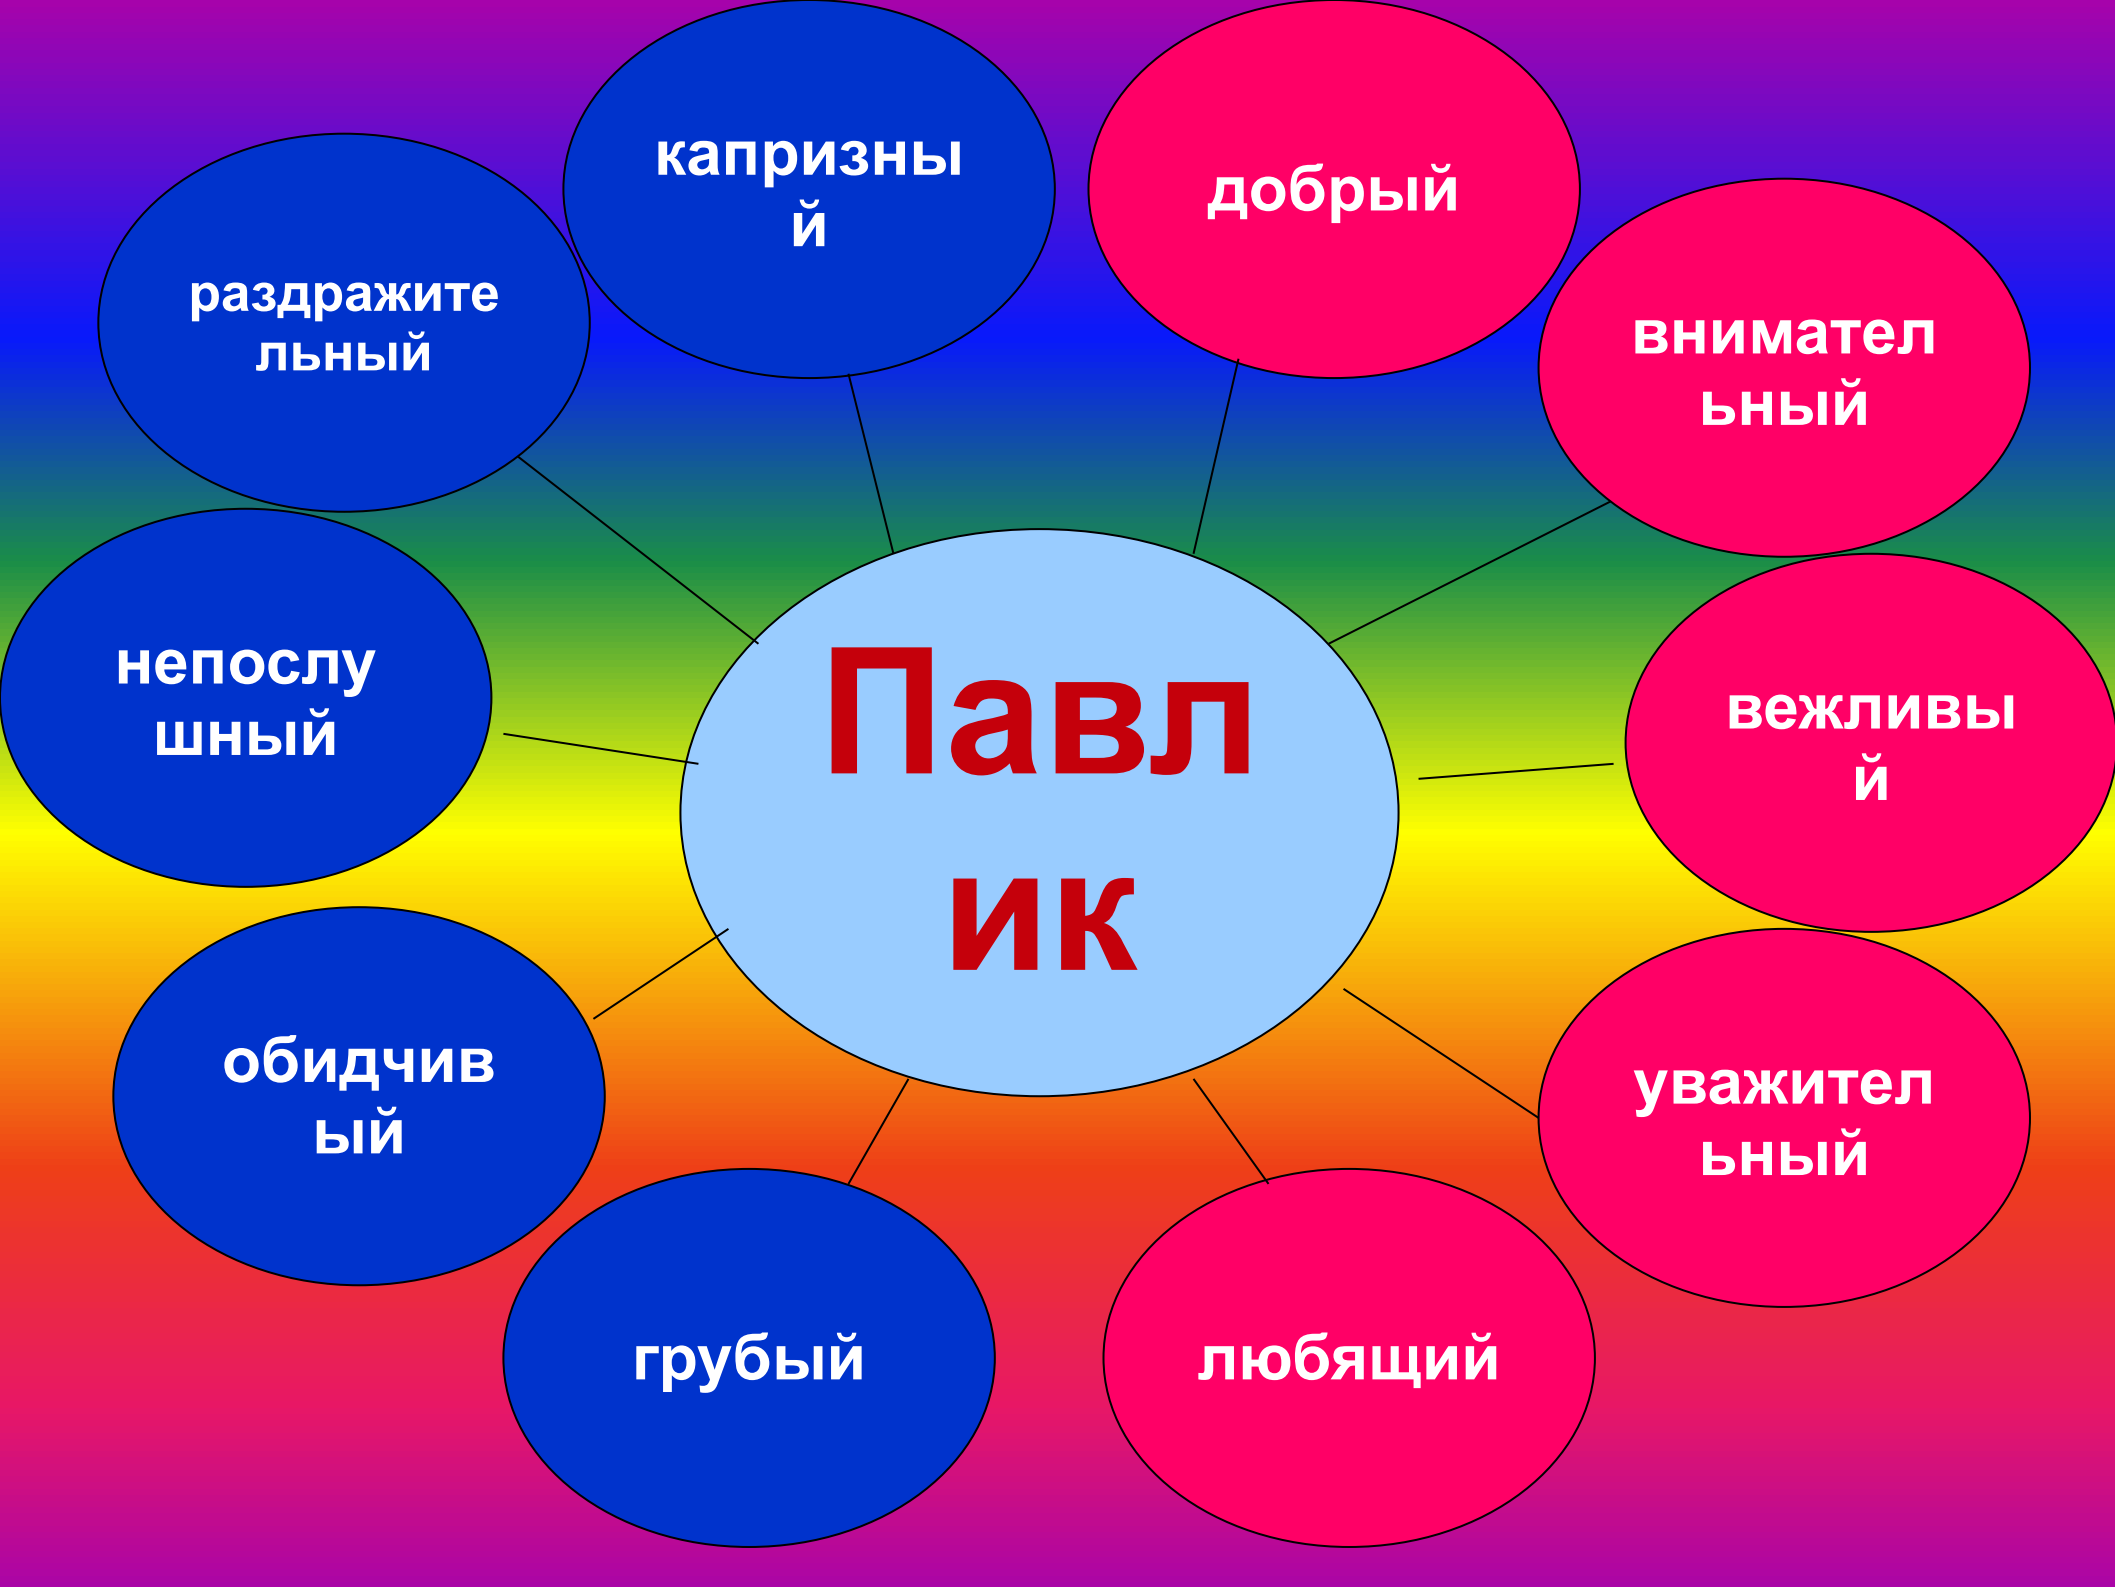 капризны
й
добрый
раздражите
льный
внимател
ьный
непослу
шный
Павл
ик
вежливы
й
обидчив
ый
уважител
ьный
грубый
любящий